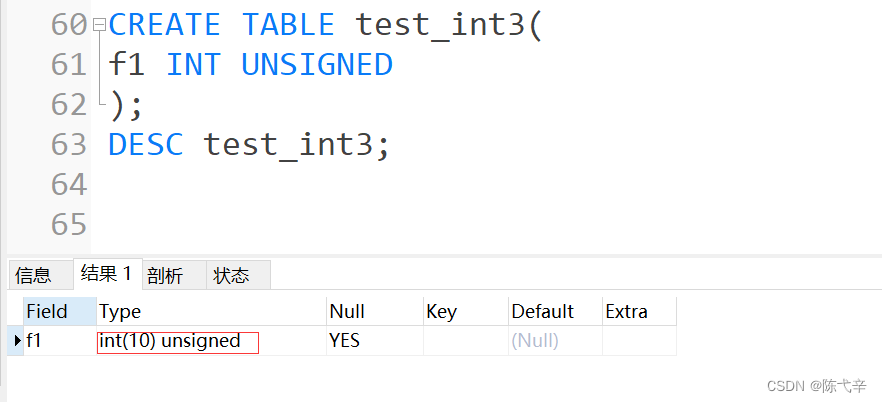 60 CREATE TABLE test_int3(
61 f1 INT UNSIGNED
62 );
63 DESC test_int3;
64
65
信息 结果 1 剖析 状态
Field Type Null Key Default Extra
f1 int(10) unsigned YES (Null)
CSDN @陈弋辛